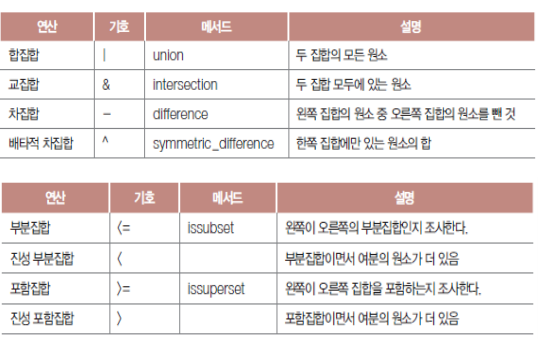 연산 기호 메서드 설명
합집합 | union 두 집합의 모든 원소
교집합 & intersection 두 집합 모두에 있는 원소
차집합 - difference 왼쪽 집합의 원소 중 오른쪽 집합의 원소를 뺀 것
배타적 차집합 ^ symmetric_difference 한쪽 집합에만 있는 원소의 합
연산 기호 메서드 설명
부분집합 <= issubset 왼쪽이 오른쪽의 부분집합인지 조사한다.
진성 부분집합 < 부분집합이면서 여분의 원소가 더 있음
포함집합 >= issuperset 왼쪽이 오른쪽 집합을 포함하는지 조사한다.
진성 포함집합 > 포함집합이면서 여분의 원소가 더 있음